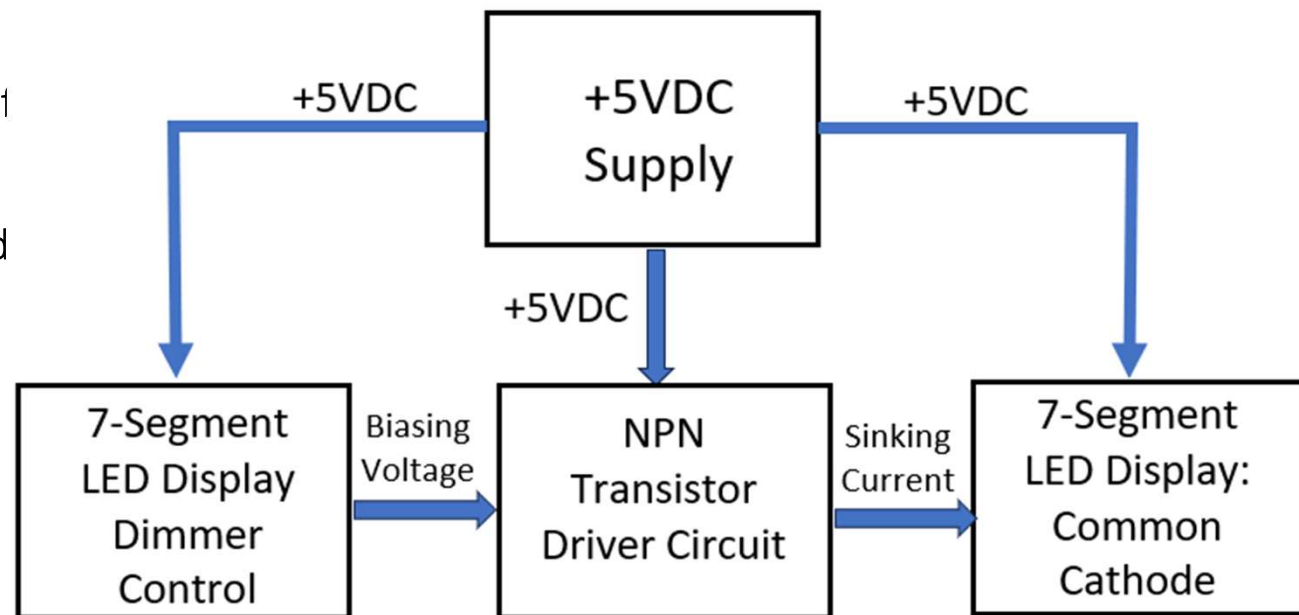 +5VDC
+5VDC
Supply
+5VDC
+5VDC
7-Segment
LED Display
Dimmer
Control
Biasing
Voltage
NPN
Transistor
Driver Circuit
Sinking
Current
7-Segment
LED Display:
Common
Cathode
d